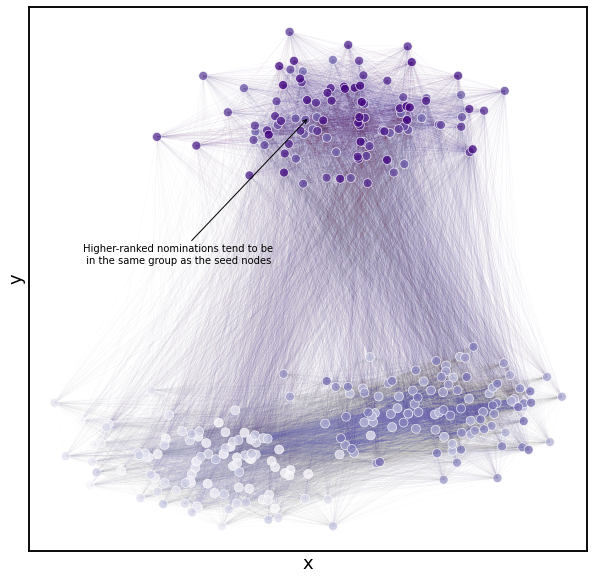 Higher-ranked nominations tend to be
in the same group as the seed nodes
y
x